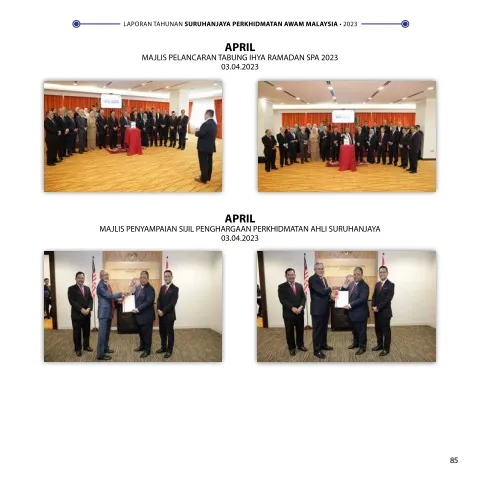 LAPORAN TAHUNAN SURUHANJAYA PERKHIDMATAN AWAM MALAYSIA • 2023
APRIL
MAJLIS PELANCARAN TABUNG IHYA RAMADAN SPA 2023
03.04.2023
APRIL
MAJLIS PENYAMPAIAN SIJIL PENGHARGAAN PERKHIDMATAN AHLI SURUHANJAYA
03.04.2023
85